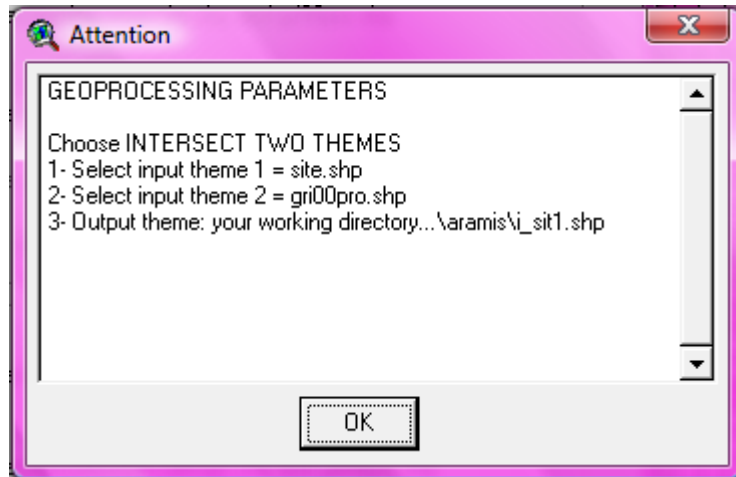 Attention
GEOPROCESSING PARAMETERS
Choose INTERSECT TWO THEMES
1- Select input theme 1 = site.shp
2- Select input theme 2 = gri00pro.shp
3- Output theme: your working directory...\aramis\i_sit1.shp
OK